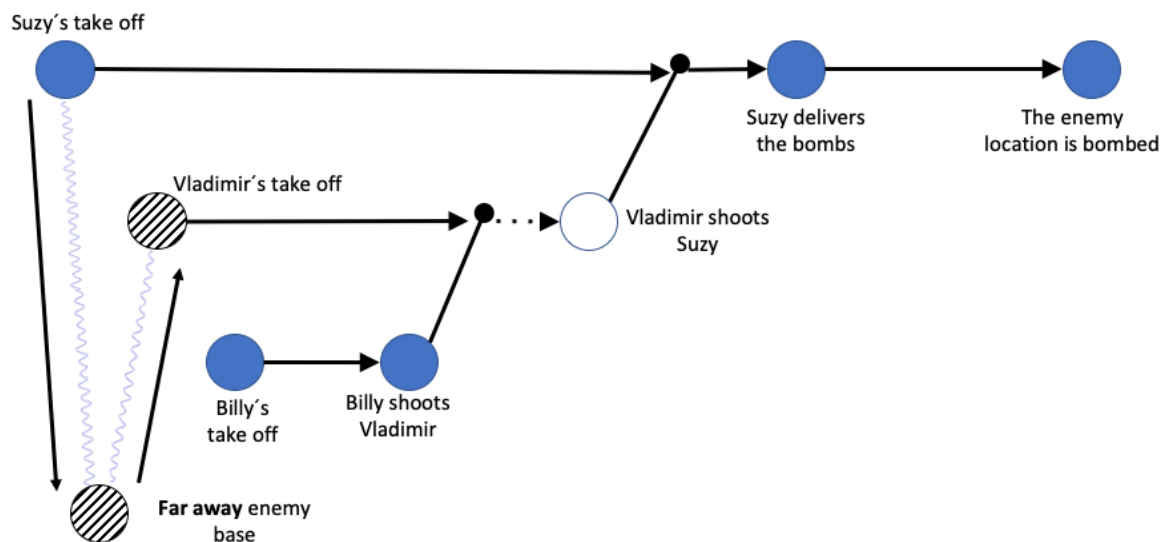 Suzy´s take off
Suzy delivers
the bombs
The enemy
location is bombed
Vladimir´s take off
Vladimir shoots
Suzy
Billy´s
take off
Billy shoots
Vladimir
Far away enemy
base